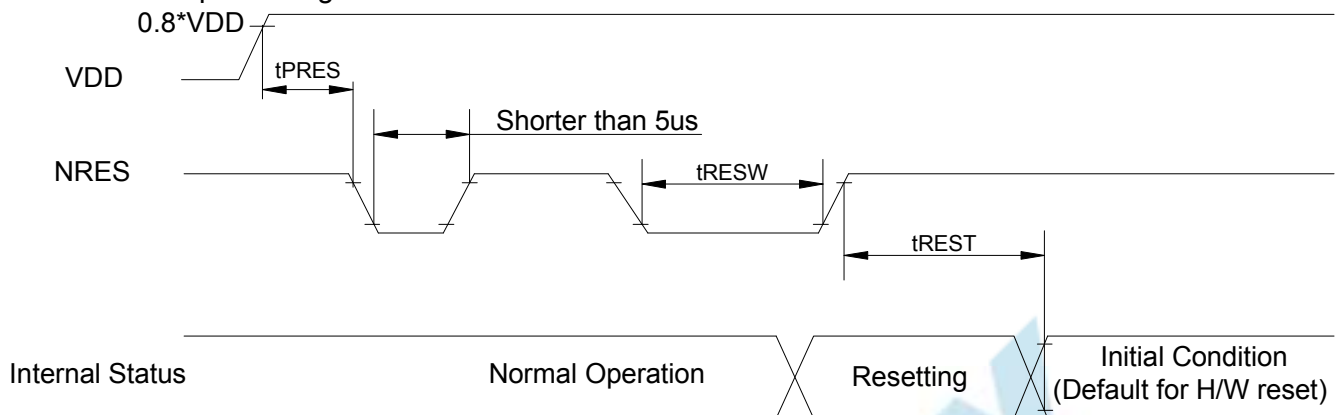 0.8*VDD
VDD
tPRES
Shorter than 5us
NRES
tRESW
tREST
Internal Status
Normal Operation
Resetting
Initial Condition
(Default for H/W reset)